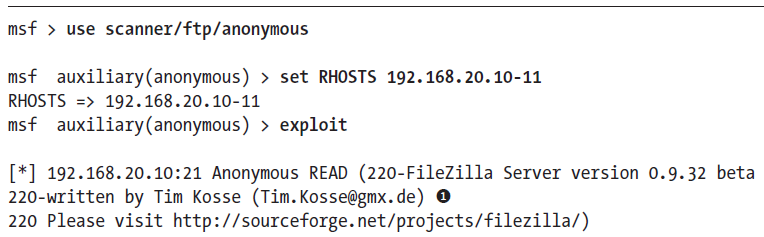 msf > use scanner/ftp/anonymous
msf auxiliary(anonymous) > set RHOSTS 192.168.20.10-11
RHOSTS => 192.168.20.10-11
msf auxiliary(anonymous) > exploit
[*] 192.168.20.10:21 Anonymous READ (220-FileZilla Server version 0.9.32 beta
220-written by Tim Kosse (Tim.Kosse@gmx.de) ❶
220 Please visit http://sourceforge.net/projects/filezilla/)